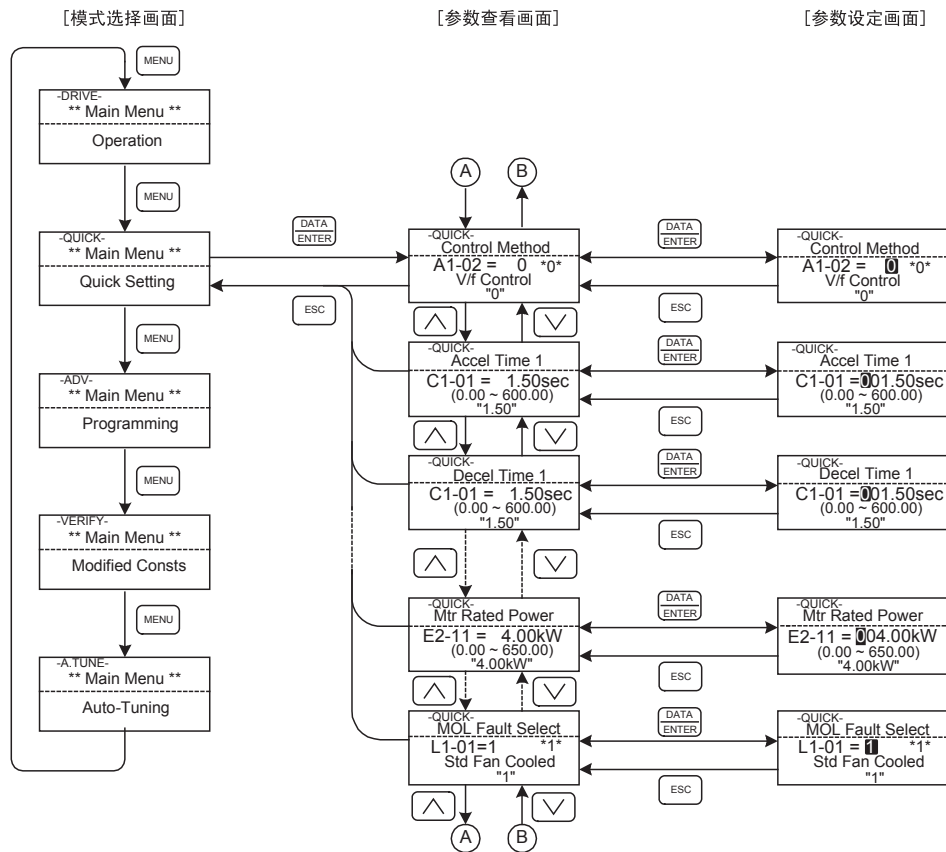 [模式选择画面]
[参数查看画面]
[参数设定画面]
MENU
-DRIVE-
** Main Menu **
Operation
MENU
-QUICK-
** Main Menu **
Quick Setting
MENU
-ADV-
** Main Menu **
Programming
MENU
-VERIFY-
** Main Menu **
Modified Consts
MENU
-A.TUNE-
** Main Menu **
Auto-Tuning
DATA
ENTER
ESC
A
B
-QUICK-
Control Method
A1-02 = 0 *0*
V/f Control
"0"
DATA
ENTER
ESC
-QUICK-
Control Method
A1-02 = 0 *0*
V/f Control
"0"
-QUICK-
Accel Time 1
C1-01 = 1.50sec
(0.00 ~ 600.00)
"1.50"
DATA
ENTER
ESC
-QUICK-
Accel Time 1
C1-01 =001.50sec
(0.00 ~ 600.00)
"1.50"
-QUICK-
Decel Time 1
C1-01 = 1.50sec
(0.00 ~ 600.00)
"1.50"
DATA
ENTER
ESC
-QUICK-
Decel Time 1
C1-01 =001.50sec
(0.00 ~ 600.00)
"1.50"
-QUICK-
Mtr Rated Power
E2-11 = 4.00kW
(0.00 ~ 650.00)
"4.00kW"
DATA
ENTER
ESC
-QUICK-
Mtr Rated Power
E2-11 = 004.00kW
(0.00 ~ 650.00)
"4.00kW"
-QUICK-
MOL Fault Select
L1-01=1 *1*
Std Fan Cooled
"1"
DATA
ENTER
ESC
-QUICK-
MOL Fault Select
L1-01 = 1 *1*
Std Fan Cooled
"1"
A
B